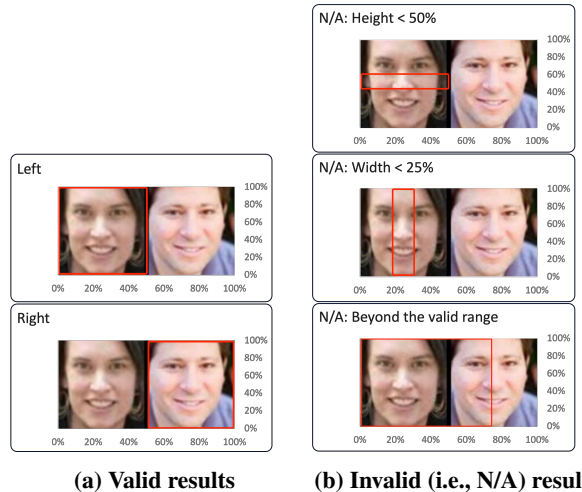 N/A: Height < 50%
100%
80%
60%
40%
20%
0%
0% 20% 40% 60% 80% 100%
Left
100%
80%
60%
40%
20%
0%
0% 20% 40% 60% 80% 100%
N/A: Width < 25%
100%
80%
60%
40%
20%
0%
0% 20% 40% 60% 80% 100%
Right
100%
80%
60%
40%
20%
0%
0% 20% 40% 60% 80% 100%
N/A: Beyond the valid range
100%
80%
60%
40%
20%
0%
0% 20% 40% 60% 80% 100%
(a) Valid results
(b) Invalid (i.e., N/A) resul